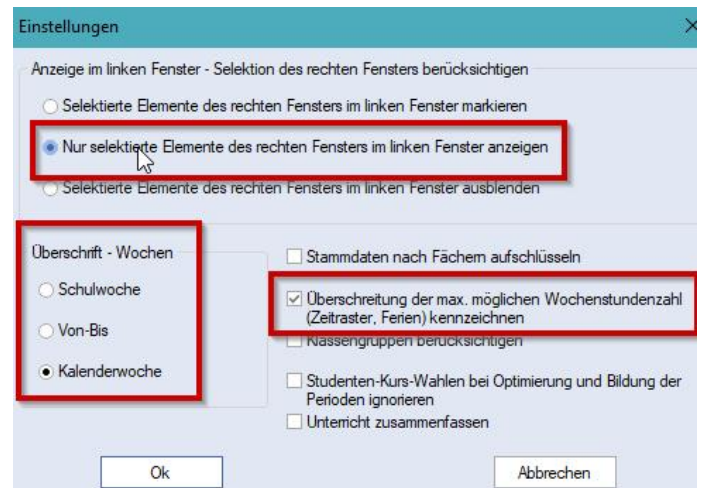 Einstellungen
Anzeige im linken Fenster - Selektion des rechten Fensters berücksichtigen
Selektierte Elemente des rechten Fensters im linken Fenster markieren
Nur selektierte Elemente des rechten Fensters im linken Fenster anzeigen
Selektierte Elemente des rechten Fensters im linken Fenster ausblenden
Überschrift - Wochen
Schulwoche
Von-Bis
Kalenderwoche
Stammdaten nach Fächern aufschlüsseln
Überschreitung der max. möglichen Wochenstundenzahl
(Zeitraster, Ferien) kennzeichnen
Klassengruppen berücksichtigen
Studenten-Kurs-Wahlen bei Optimierung und Bildung der
Perioden ignorieren
Unterricht zusammenfassen
Ok
Abbrechen